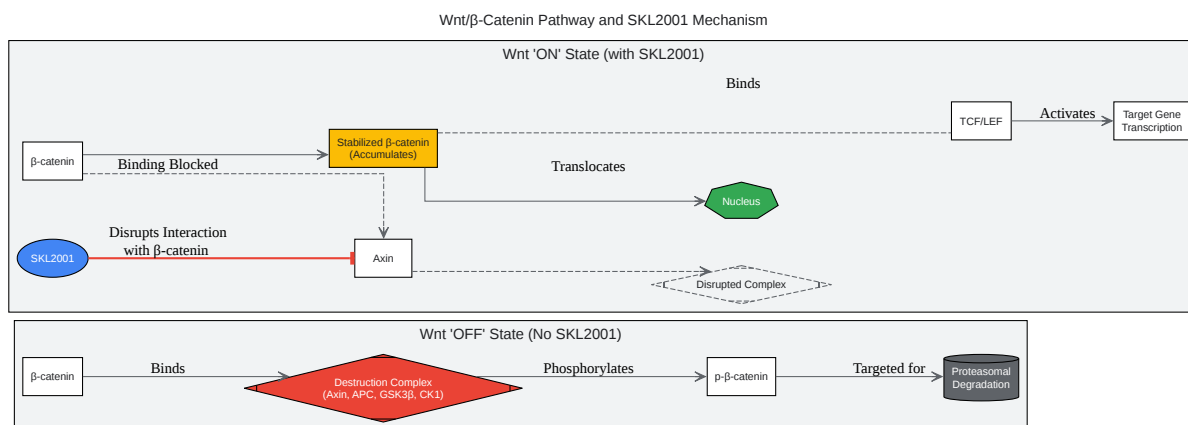 Wnt/β-Catenin Pathway and SKL2001 Mechanism
Wnt 'ON' State (with SKL2001)
Binds
TCF/LEF
Activates
Target Gene
Transcription
Stabilized β-catenin
(Accumulates)
β-catenin
Binding Blocked
Translocates
Nucleus
Disrupts Interaction
with β-catenin
SKL2001
Axin
Disrupted Complex
Wnt 'OFF' State (No SKL2001)
β-catenin
Binds
Destruction Complex
(Axin, APC, GSK3β, CK1)
Phosphorylates
p-β-catenin
Targeted for
Proteasomal
Degradation